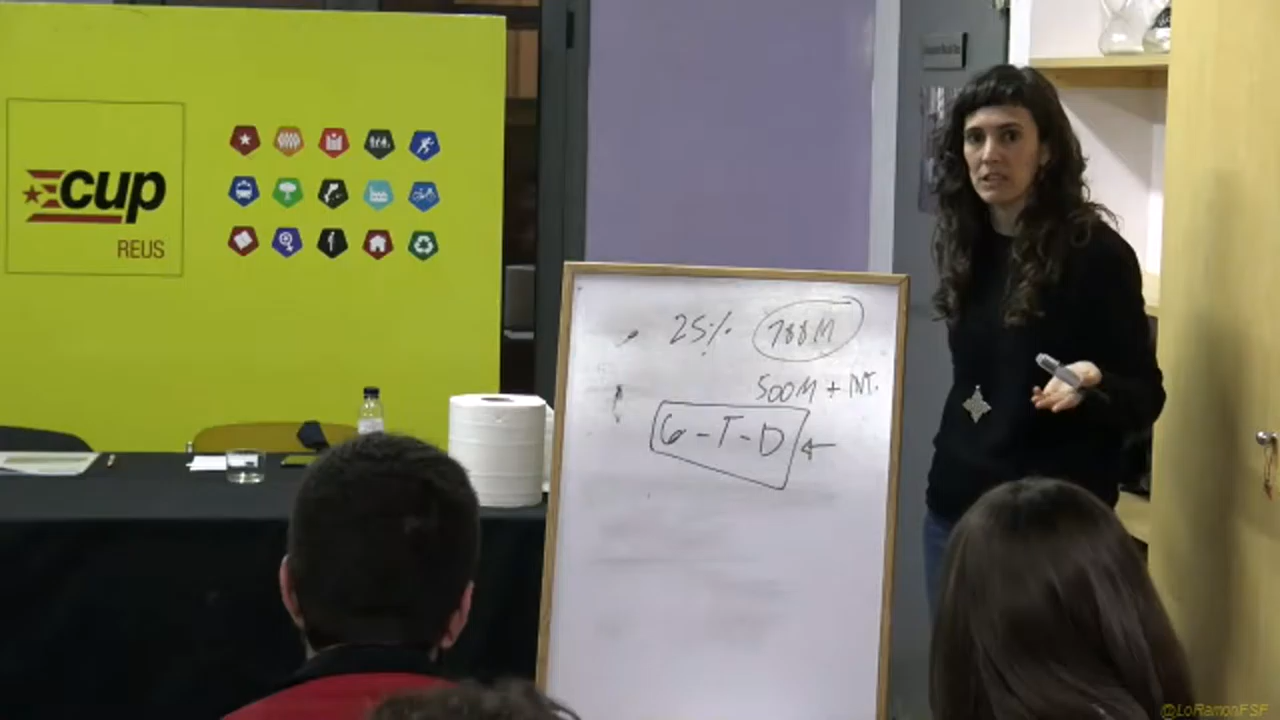 cup
REUS
25% 788M
500M + INT.
G-T-D ←
@LoRamonFSF